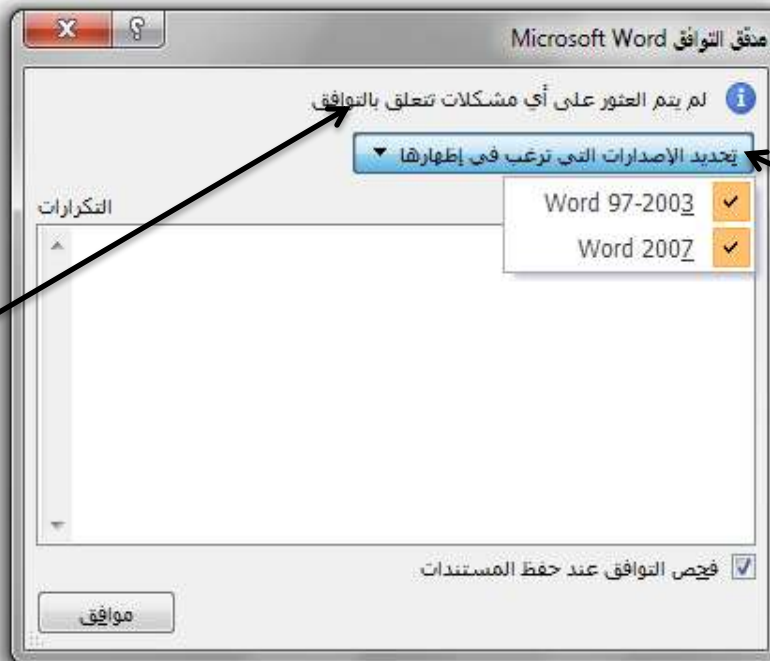 مدقق التوافق Microsoft Word
لم يتم العثور على أي مشكلات تتعلق بالتوافق
تحديد الإصدارات التي ترغب في إظهارها
Word 97-2003
Word 2007
التكرارات
فحص التوافق عند حفظ المستندات
موافق